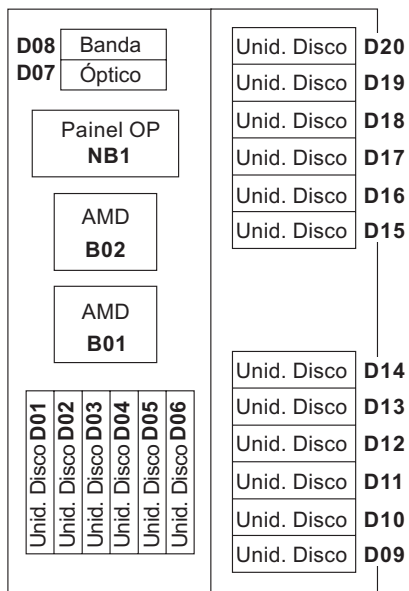 D08 Banda
D07 Óptico
Painel OP
NB1
AMD
B02
AMD
B01
Unid. Disco D01
Unid. Disco D02
Unid. Disco D03
Unid. Disco D04
Unid. Disco D05
Unid. Disco D06
Unid. Disco D20
Unid. Disco D19
Unid. Disco D18
Unid. Disco D17
Unid. Disco D16
Unid. Disco D15
Unid. Disco D14
Unid. Disco D13
Unid. Disco D12
Unid. Disco D11
Unid. Disco D10
Unid. Disco D09